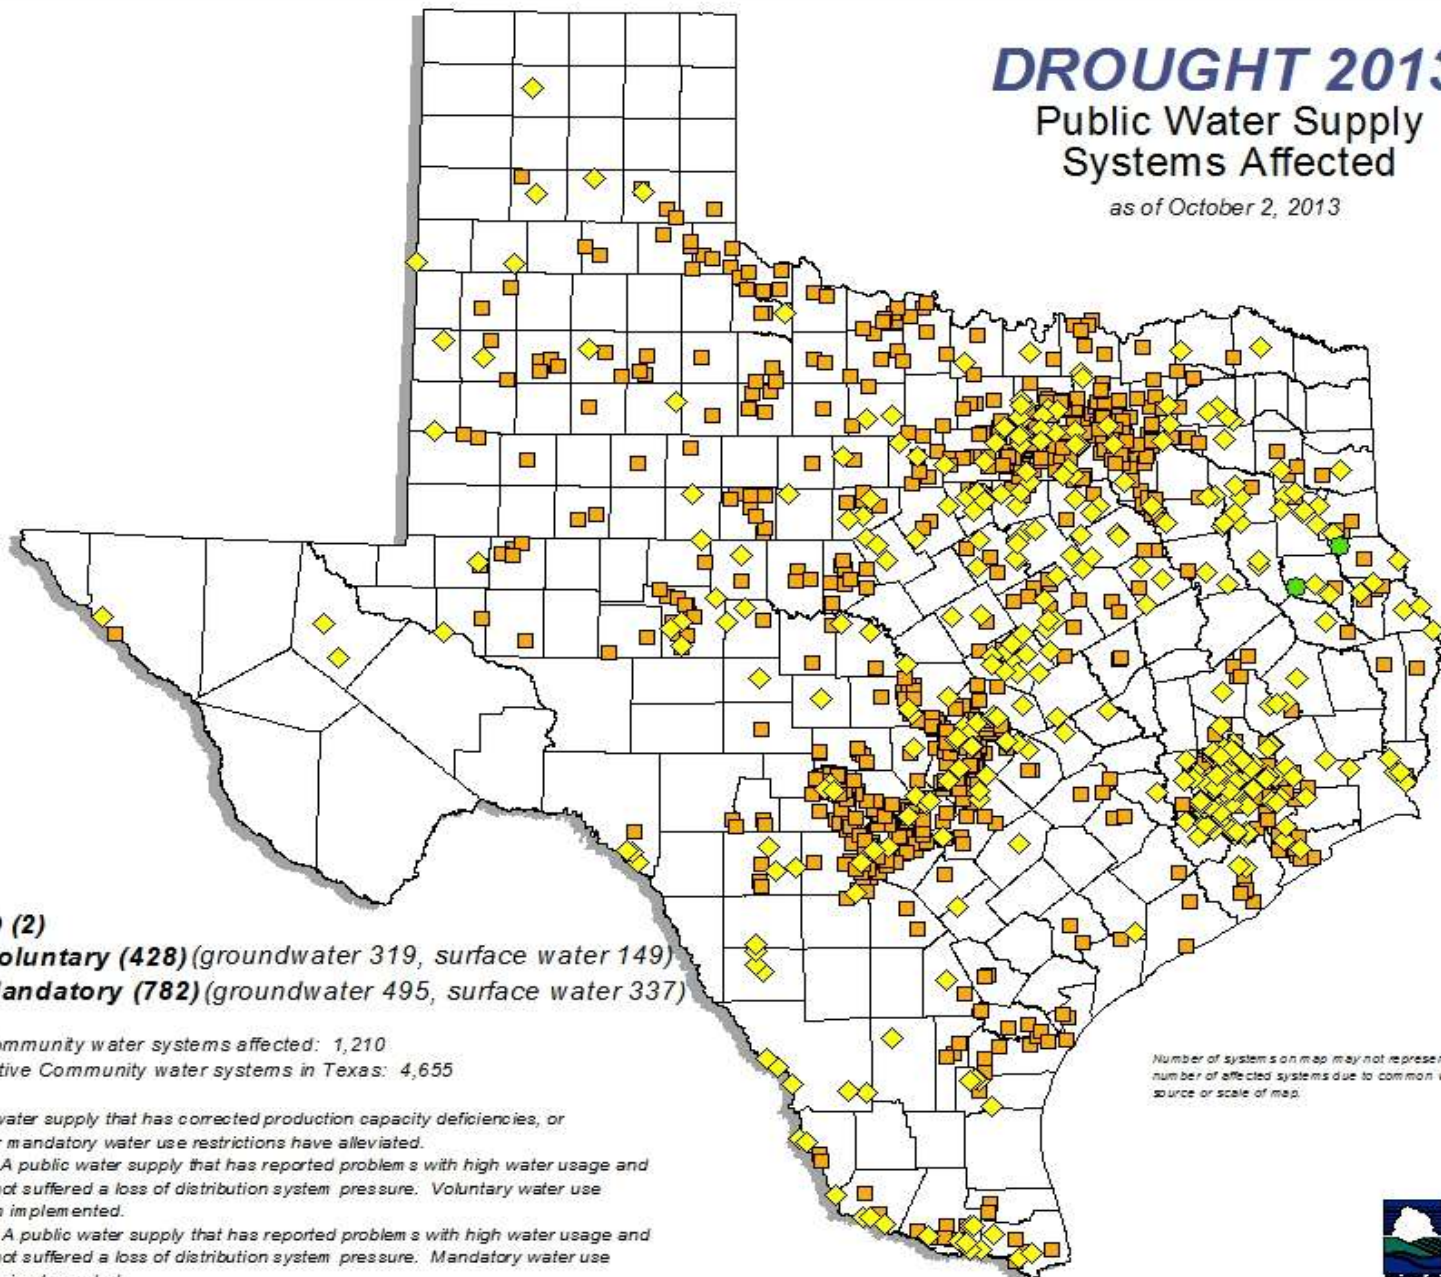 DROUGHT 2013
Public Water Supply
Systems Affected
as of October 2, 2013
(2)
oluntary (428) (groundwater 319, surface water 149)
andatory (782) (groundwater 495, surface water 337)
ommunity water systems affected: 1,210
tive Community water systems in Texas: 4,655
water supply that has corrected production capacity deficiencies, or
r mandatory water use restrictions have alleviated.
A public water supply that has reported problems with high water usage and
not suffered a loss of distribution system pressure. Voluntary water use
n implemented.
A public water supply that has reported problems with high water usage and
not suffered a loss of distribution system pressure. Mandatory water use
Number of systems on map may not represen
number of affected systems due to common
source or scale of map.